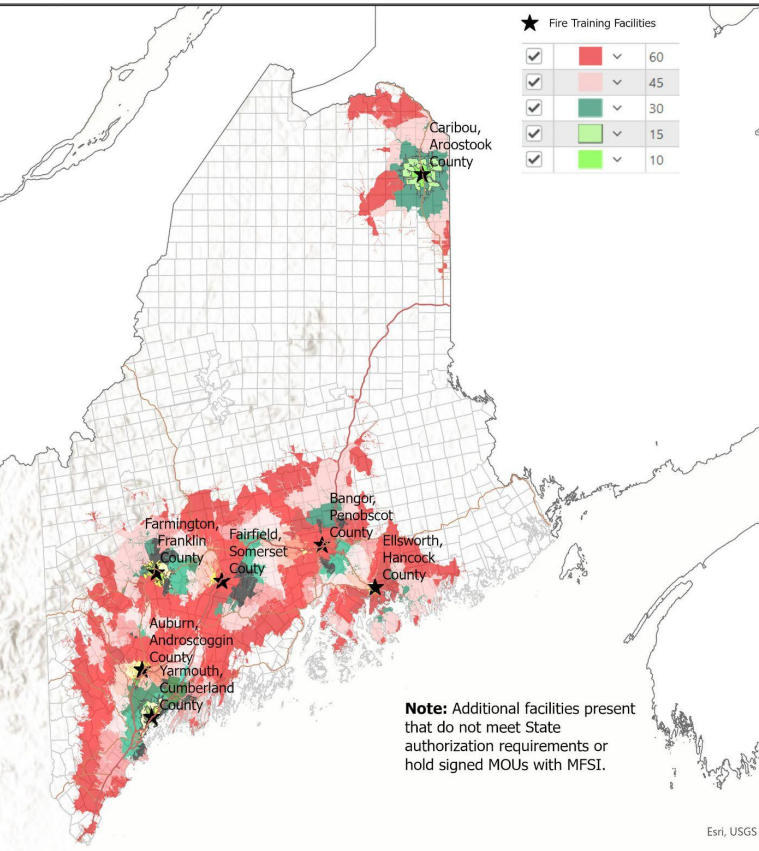 Fire Training Facilities
60
45
30
15
10
Caribou,
Aroostook
County
Bangor,
Penobscot
County
Farmington,
Franklin
County
Fairfield,
Somerset
Couty
Ellsworth,
Hancock
County
Auburn,
Androscoggin
County
Yarmouth,
Cumberland
County
Note: Additional facilities present
that do not meet State
authorization requirements or
hold signed MOUs with MFSI.
Esri, USGS